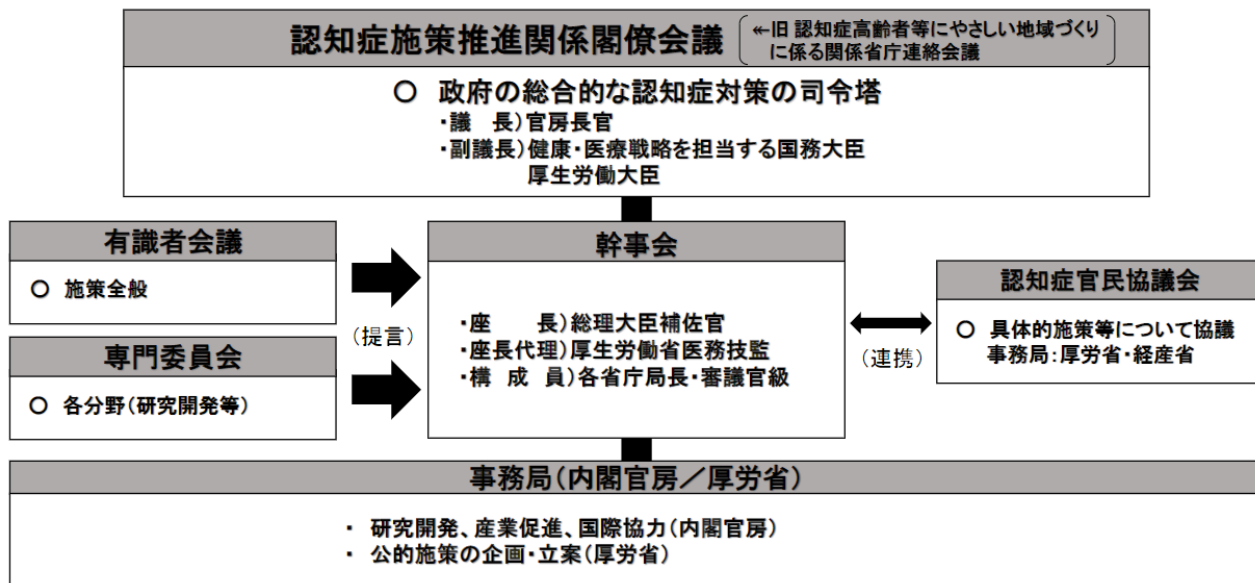 認知症施策推進関係閣僚会議
←旧 認知症高齢者等にやさしい地域づくり
に係る関係省庁連絡会議
〇 政府の総合的な認知症対策の司令塔
・議　長）官房長官
・副議長）健康・医療戦略を担当する国務大臣
厚生労働大臣
有識者会議
〇 施策全般
専門委員会
〇 各分野（研究開発等）
（提言）
幹事会
・座　　長）総理大臣補佐官
・座長代理）厚生労働省医務技監
・構 成 員）各省庁局長・審議官級
（連携）
認知症官民協議会
〇 具体的施策等について協議
事務局：厚労省・経産省
事務局（内閣官房／厚労省）
・ 研究開発、産業促進、国際協力（内閣官房）
・ 公的施策の企画・立案（厚労省）